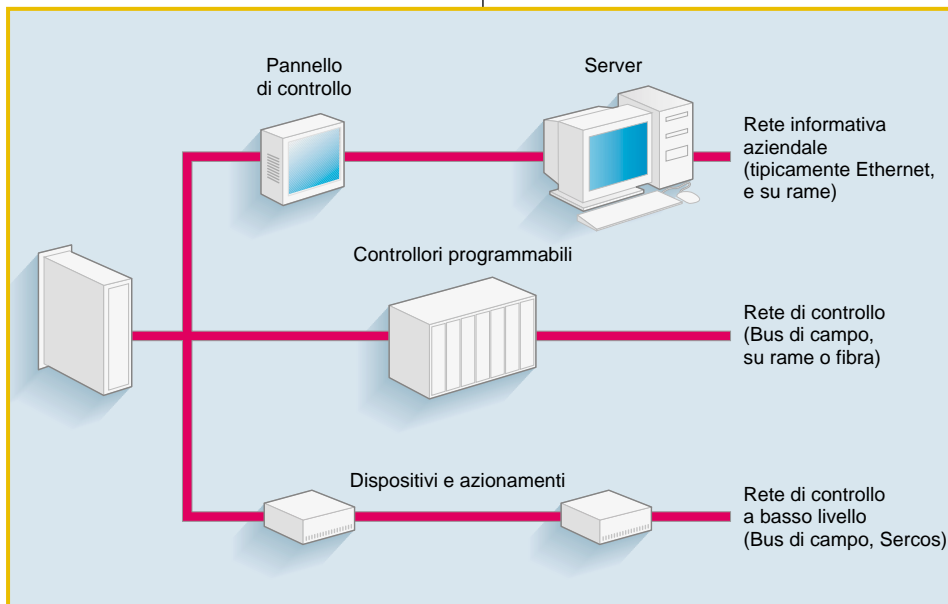 Pannello
di controllo
Server
Rete informativa
aziendale
(tipicamente Ethernet,
e su rame)
Controllori programmabili
Rete di controllo
(Bus di campo,
su rame o fibra)
Dispositivi e azionamenti
Rete di controllo
a basso livello
(Bus di campo, Sercos)